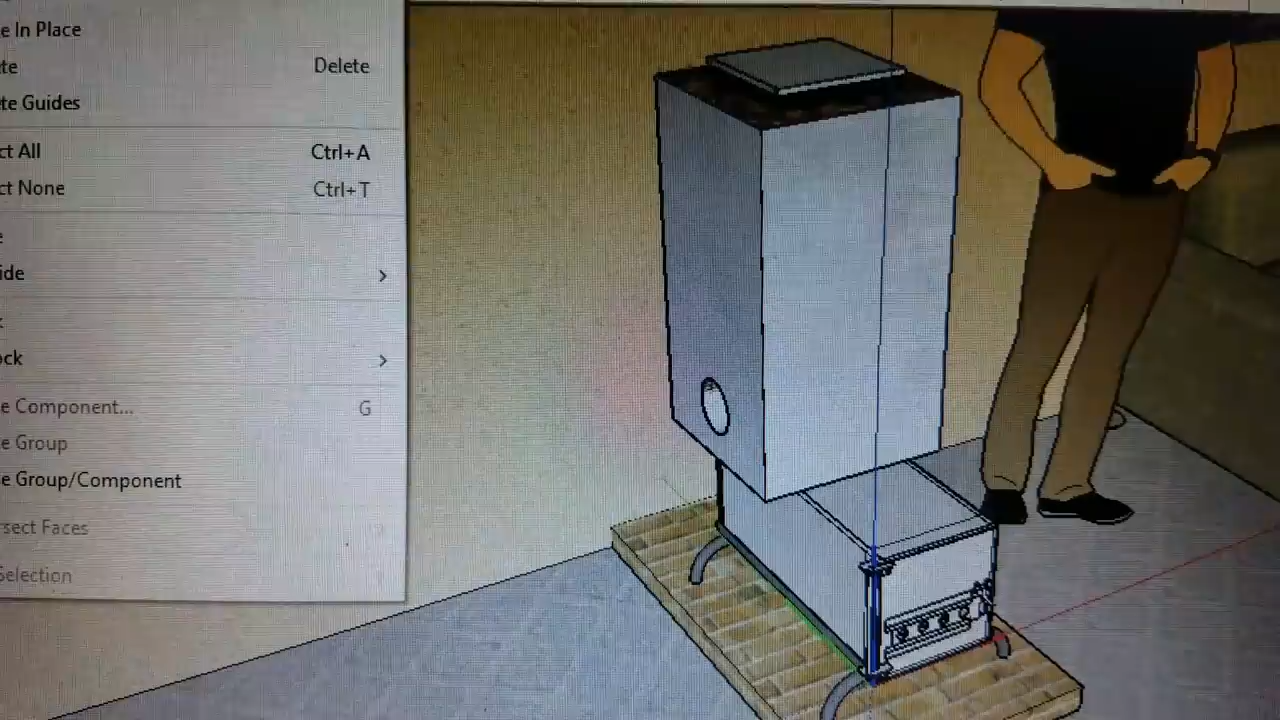 e In Place
te Delete
te Guides
ct All Ctrl+A
ct None Ctrl+T
e
ide
ock
e Component... G
e Group
e Group/Component
sect Faces
Selection